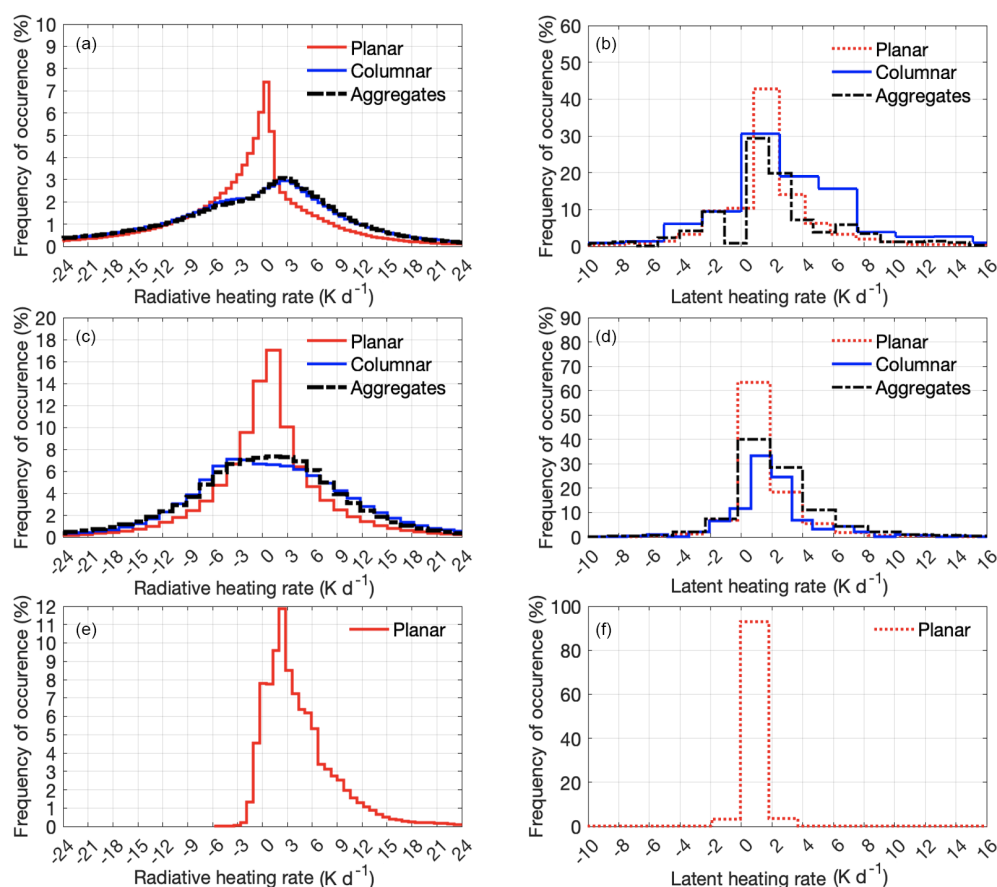 (a)
Frequency of occurence (%)
10
9
8
7
6
5
4
3
2
1
0
Planar
Columnar
Aggregates
-24 -21 -18 -15 -12 -9 -6 -3 0 3 6 9 12 15 18 21 24
Radiative heating rate (K d⁻¹)
(b)
Frequency of occurence (%)
60
50
40
30
20
10
0
Planar
Columnar
Aggregates
-10 -8 -6 -4 -2 0 2 4 6 8 10 12 14 16
Latent heating rate (K d⁻¹)
(c)
Frequency of occurence (%)
20
18
16
14
12
10
8
6
4
2
0
Planar
Columnar
Aggregates
-24 -21 -18 -15 -12 -9 -6 -3 0 3 6 9 12 15 18 21 24
Radiative heating rate (K d⁻¹)
(d)
Frequency of occurence (%)
90
80
70
60
50
40
30
20
10
0
Planar
Columnar
Aggregates
-10 -8 -6 -4 -2 0 2 4 6 8 10 12 14 16
Latent heating rate (K d⁻¹)
(e)
Frequency of occurence (%)
12
11
10
9
8
7
6
5
4
3
2
1
0
Planar
-24 -21 -18 -15 -12 -9 -6 -3 0 3 6 9 12 15 18 21 24
Radiative heating rate (K d⁻¹)
(f)
Frequency of occurence (%)
100
80
60
40
20
0
Planar
-10 -8 -6 -4 -2 0 2 4 6 8 10 12 14 16
Latent heating rate (K d⁻¹)